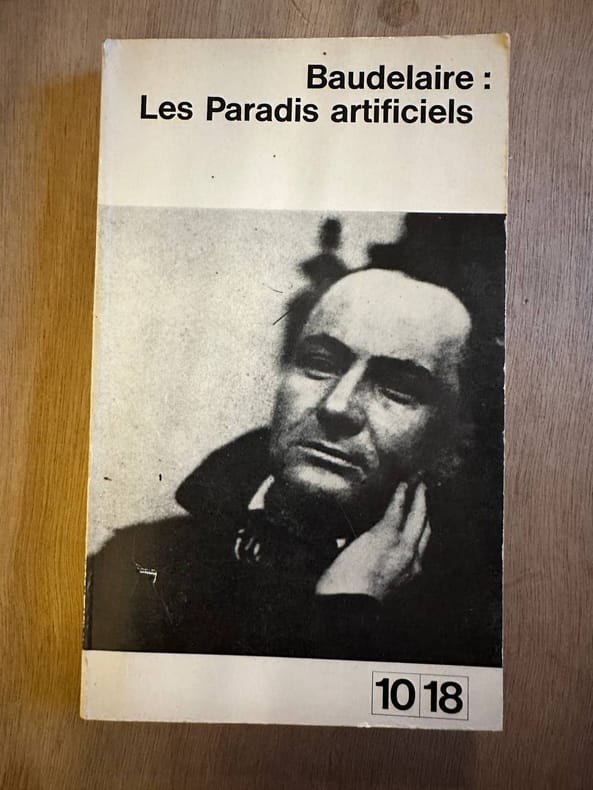 Baudelaire :
Les Paradis artificiels
10 18